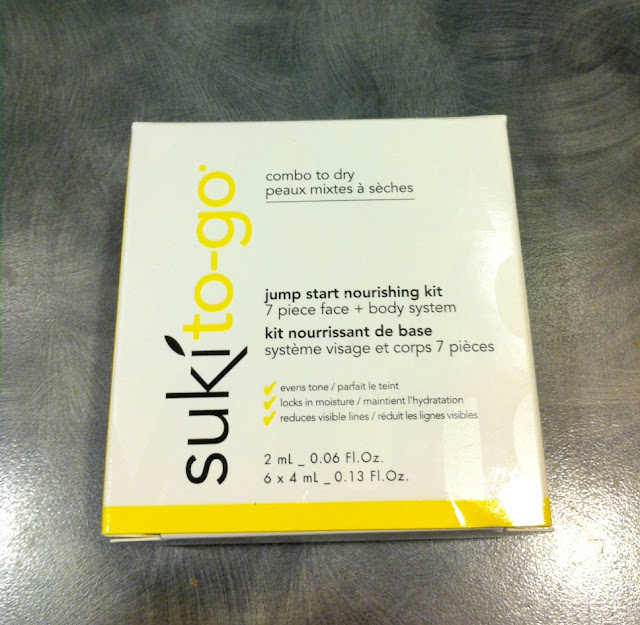 suki to-go
combo to dry
peaux mixtes à sèches
jump start nourishing kit
7 piece face + body system
kit nourrissant de base
système visage et corps 7 pièces
evens tone / parfait le teint
locks in moisture / maintient l'hydratation
reduces visible lines / réduit les lignes visibles
2 mL _ 0.06 Fl.Oz.
6 x 4 mL _ 0.13 Fl.Oz.